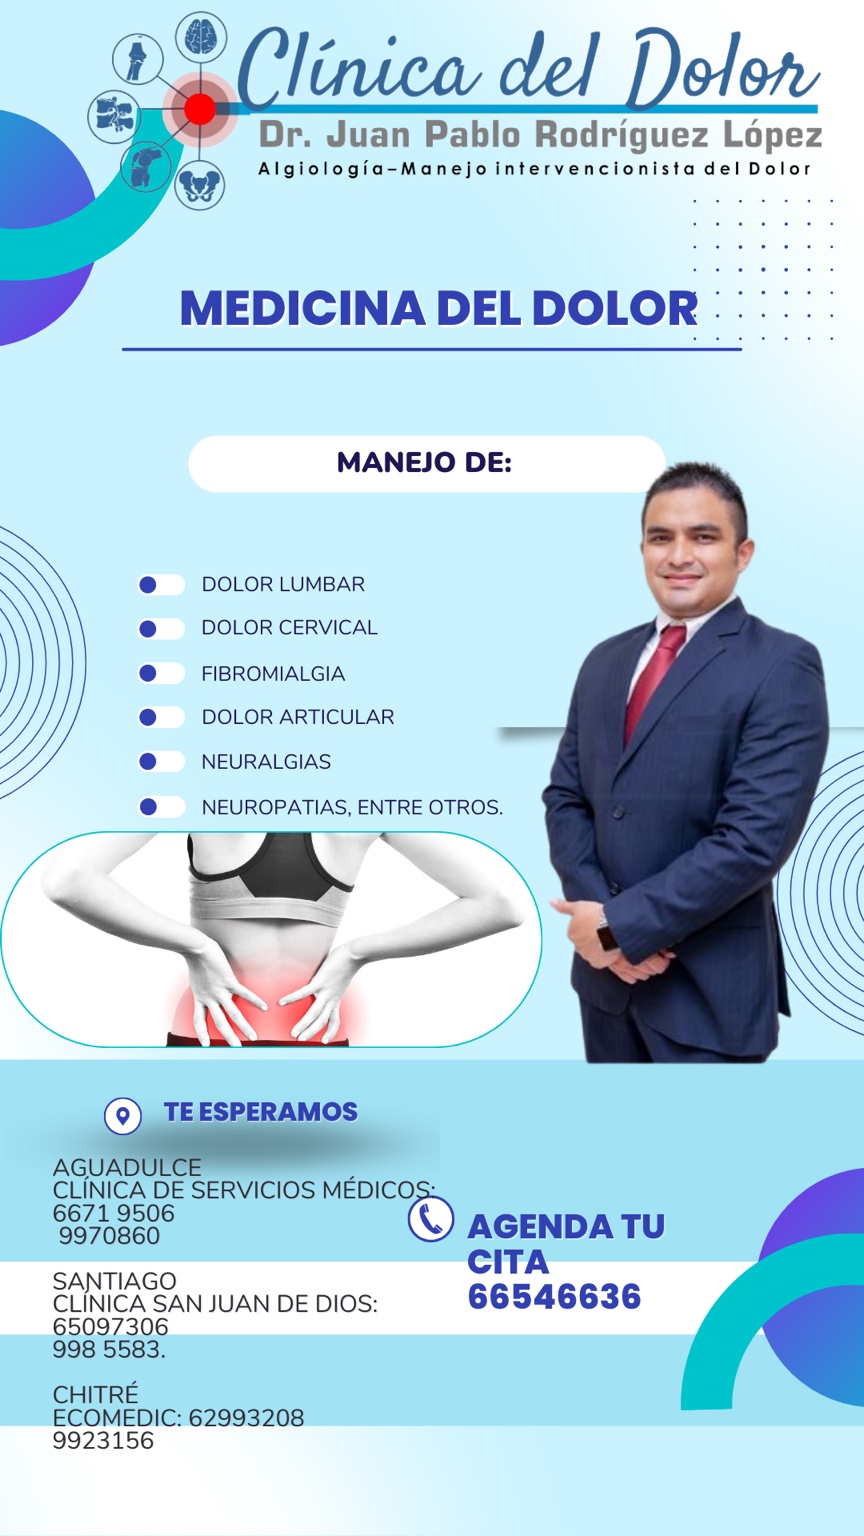 Clínica del Dolor
Dr. Juan Pablo Rodríguez López
Algiología-Manejo intervencionista del Dolor
MEDICINA DEL DOLOR
MANEJO DE:
DOLOR LUMBAR
DOLOR CERVICAL
FIBROMIALGIA
DOLOR ARTICULAR
NEURALGIAS
NEUROPATIAS, ENTRE OTROS.
TE ESPERAMOS
AGUADULCE
CLÍNICA DE SERVICIOS MÉDICOS:
6671 9506
9970860
SANTIAGO
CLÍNICA SAN JUAN DE DIOS:
65097306
998 5583.
CHITRÉ
ECOMEDIC: 62993208
9923156
AGENDA TU
CITA
66546636